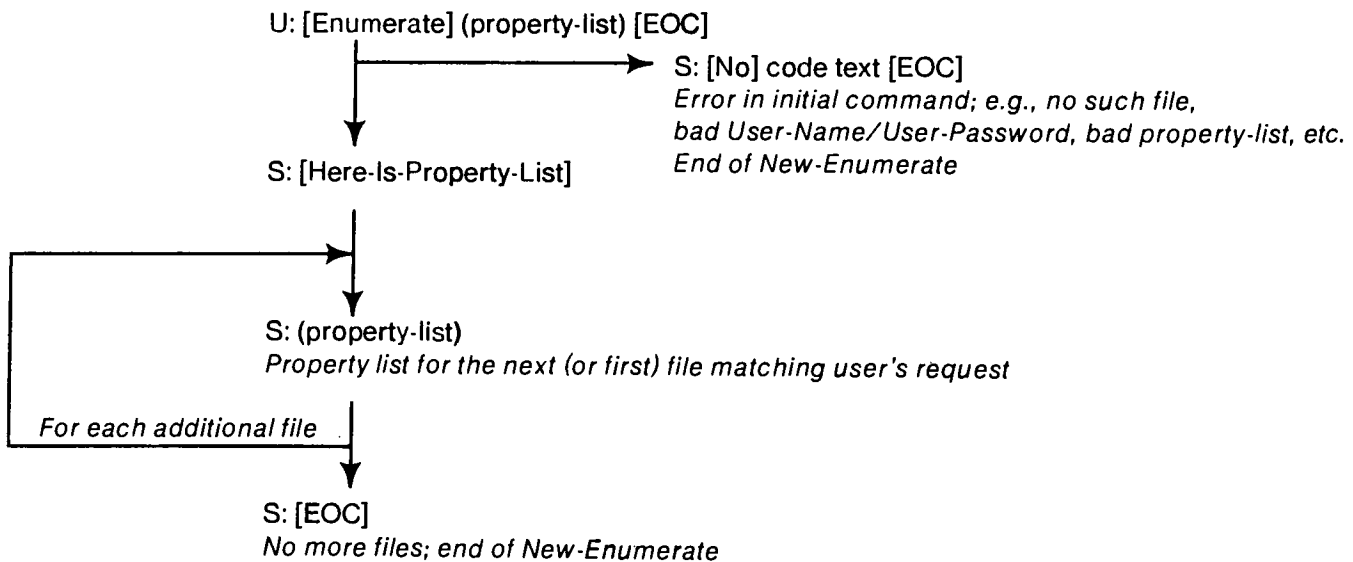 U: [Enumerate] (property-list) [EOC]
S: [No] code text [EOC]
Error in initial command; e.g., no such file,
bad User-Name/User-Password, bad property-list, etc.
End of New-Enumerate
S: [Here-Is-Property-List]
S: (property-list)
Property list for the next (or first) file matching user's request
For each additional file
S: [EOC]
No more files; end of New-Enumerate